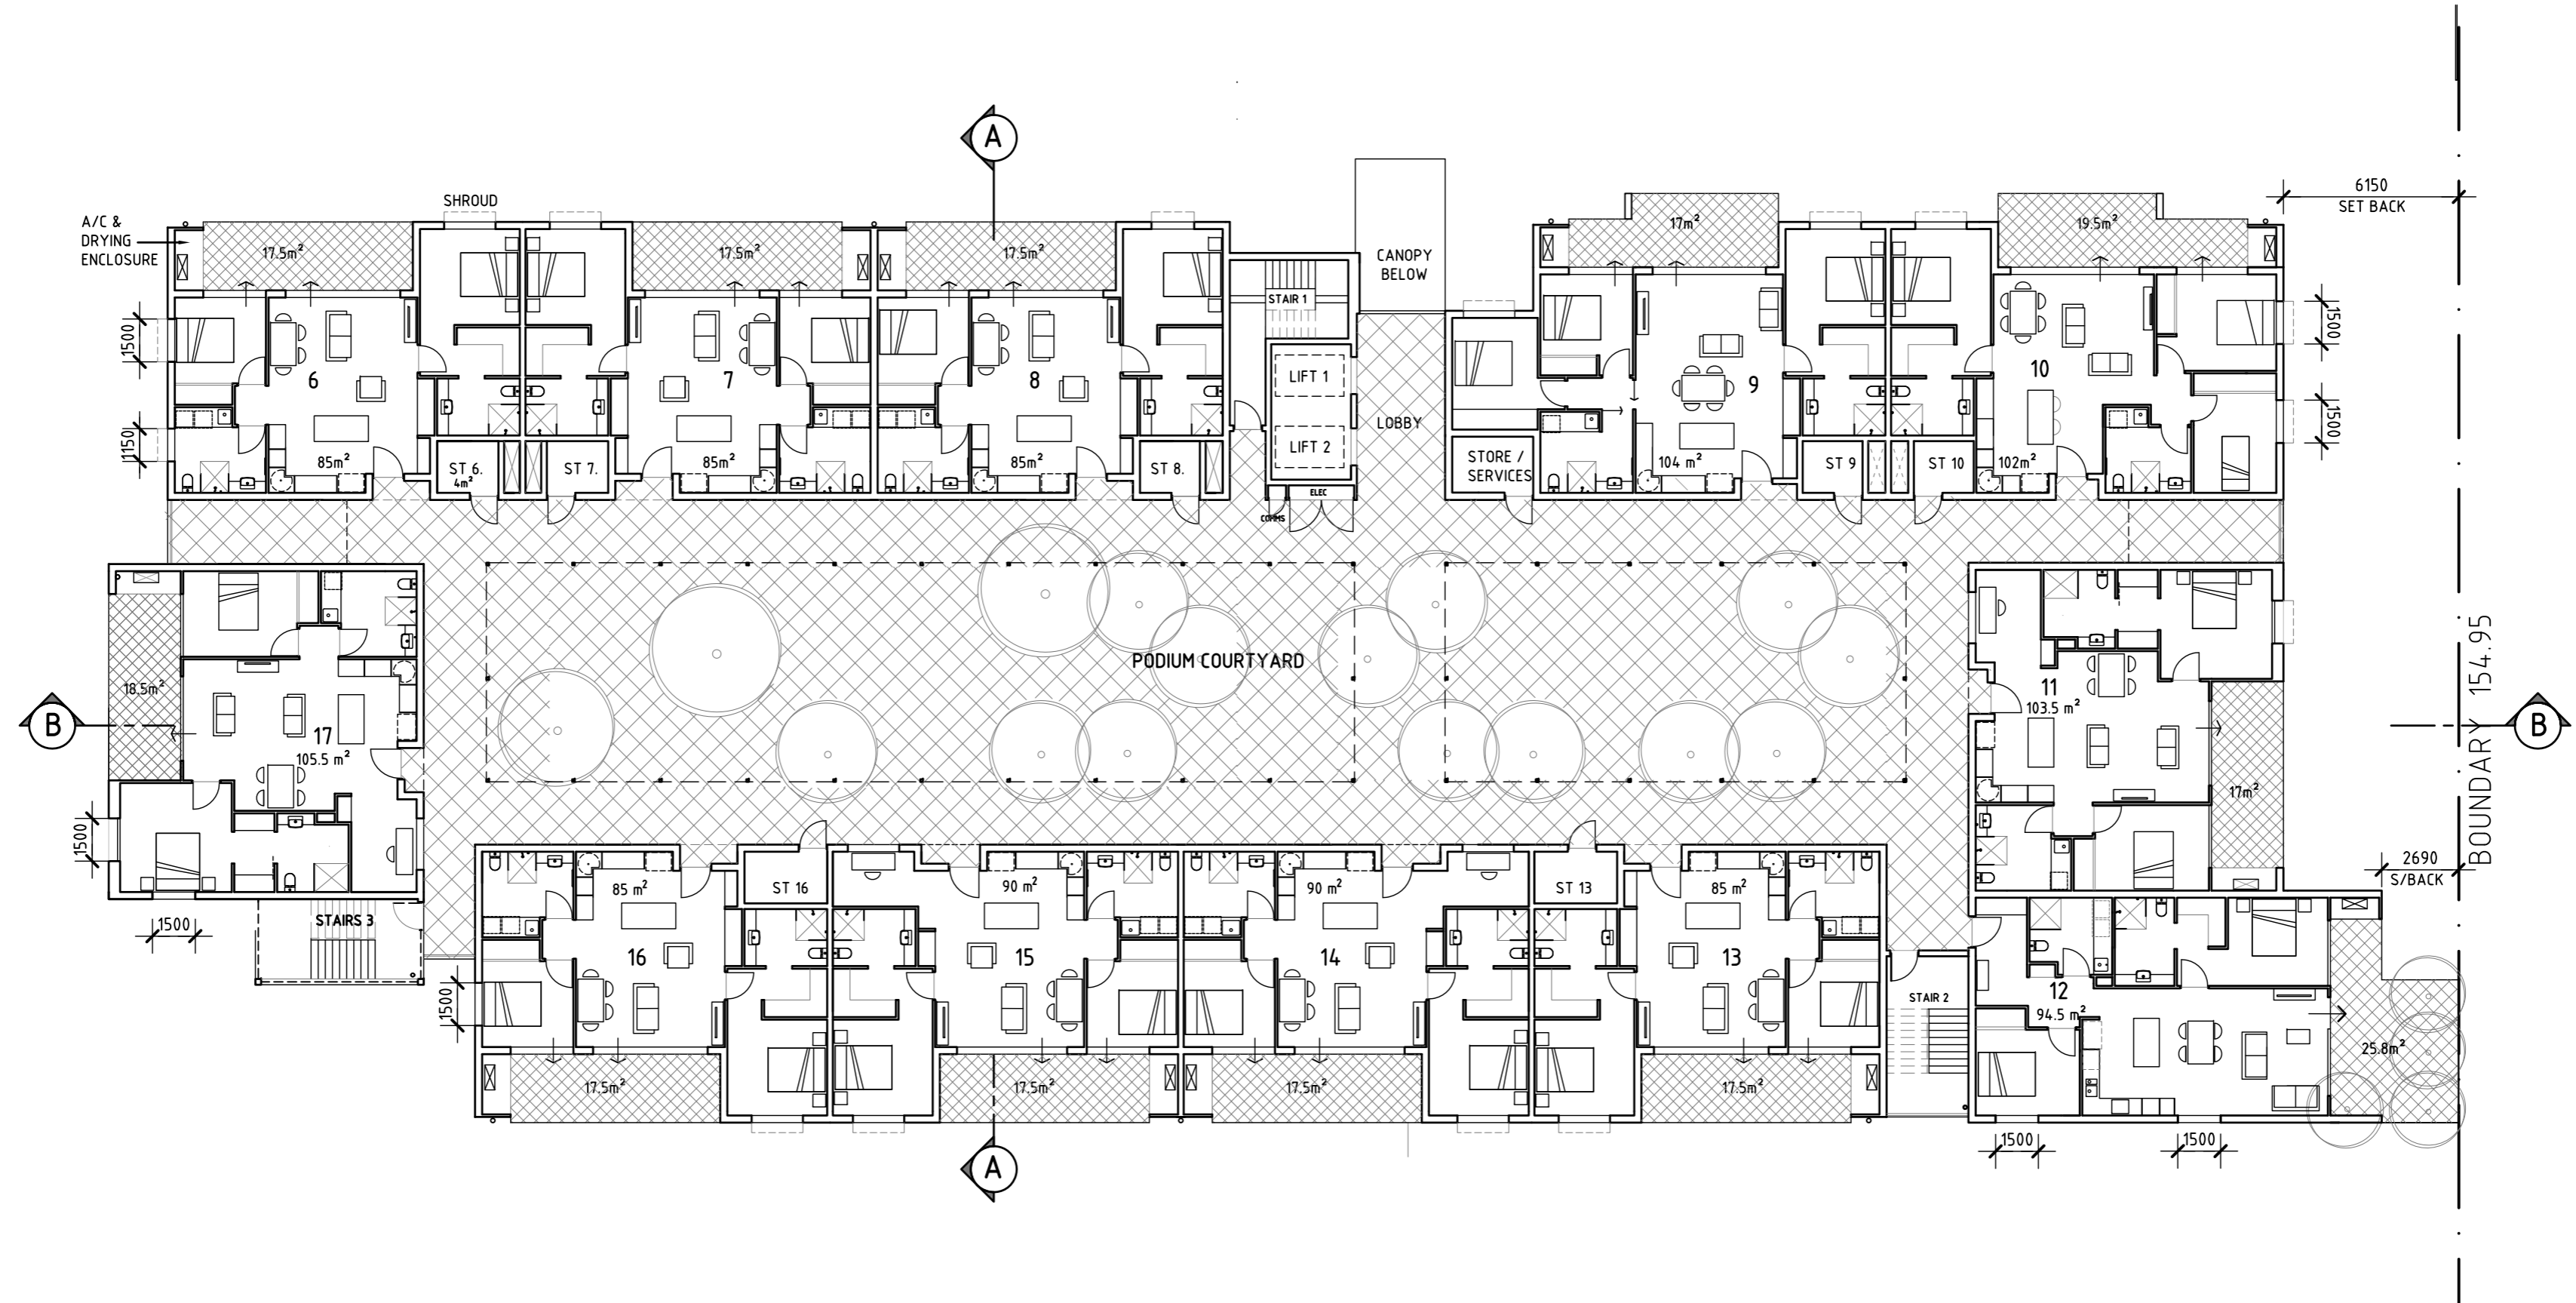 A
6150
SET BACK
SHROUD
A/C &
DRYING
ENCLOSURE
17.5m²
17.5m²
17.5m²
17m²
19.5m²
CANOPY
BELOW
STAIR 1
1500
1500
LIFT 1
6
7
8
9
10
LOBBY
1150
1500
LIFT 2
85m²
85m²
85m²
104 m²
102m²
ST 6.
4m²
ST 7.
ST 8.
STORE /
SERVICES
ST 9
ST 10
ELEC
COMMS
PODIUM COURTYARD
BOUNDARY 154.95
18.5m²
11
103.5 m²
B
B
17
105.5 m²
17m²
1500
2690
S/BACK
85 m²
ST 16
90 m²
90 m²
ST 13
85 m²
STAIRS 3
1500
16
15
14
13
1500
STAIR 2
12
94.5 m²
25.8m²
17.5m²
17.5m²
17.5m²
17.5m²
1500
1500
A